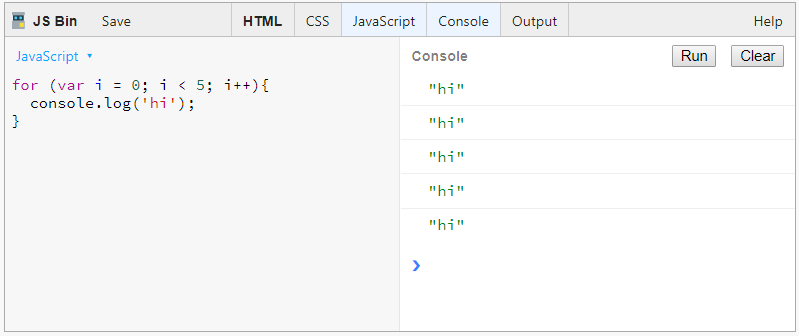 JS Bin Save HTML CSS JavaScript Console Output Help
JavaScript
for (var i = 0; i < 5; i++){
  console.log('hi');
}
Console Run Clear
"hi"
"hi"
"hi"
"hi"
"hi"